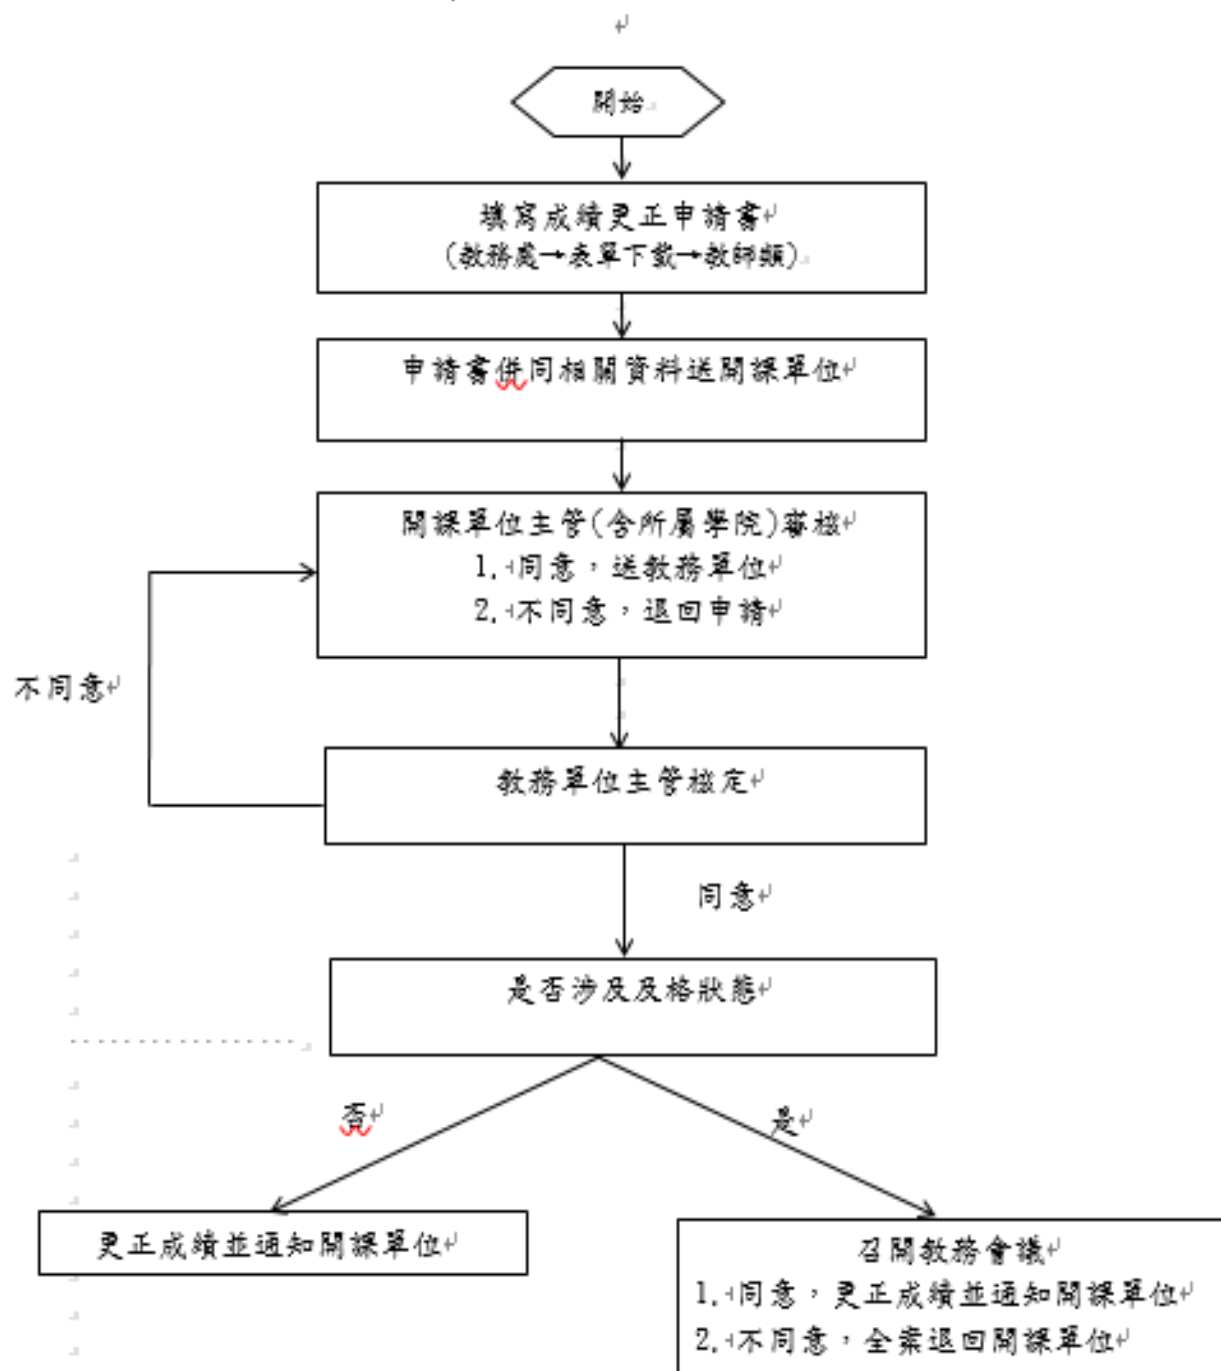 開始
填寫成績更正申請書
(教務處→表單下載→教師類)
申請書併同相關資料送開課單位
開課單位主管(含所屬學院)審核
1. 同意，送教務單位
2. 不同意，退回申請
不同意
教務單位主管核定
同意
是否涉及及格狀態
否
是
更正成績並通知開課單位
召開教務會議
1. 同意，更正成績並通知開課單位
2. 不同意，全案退回開課單位